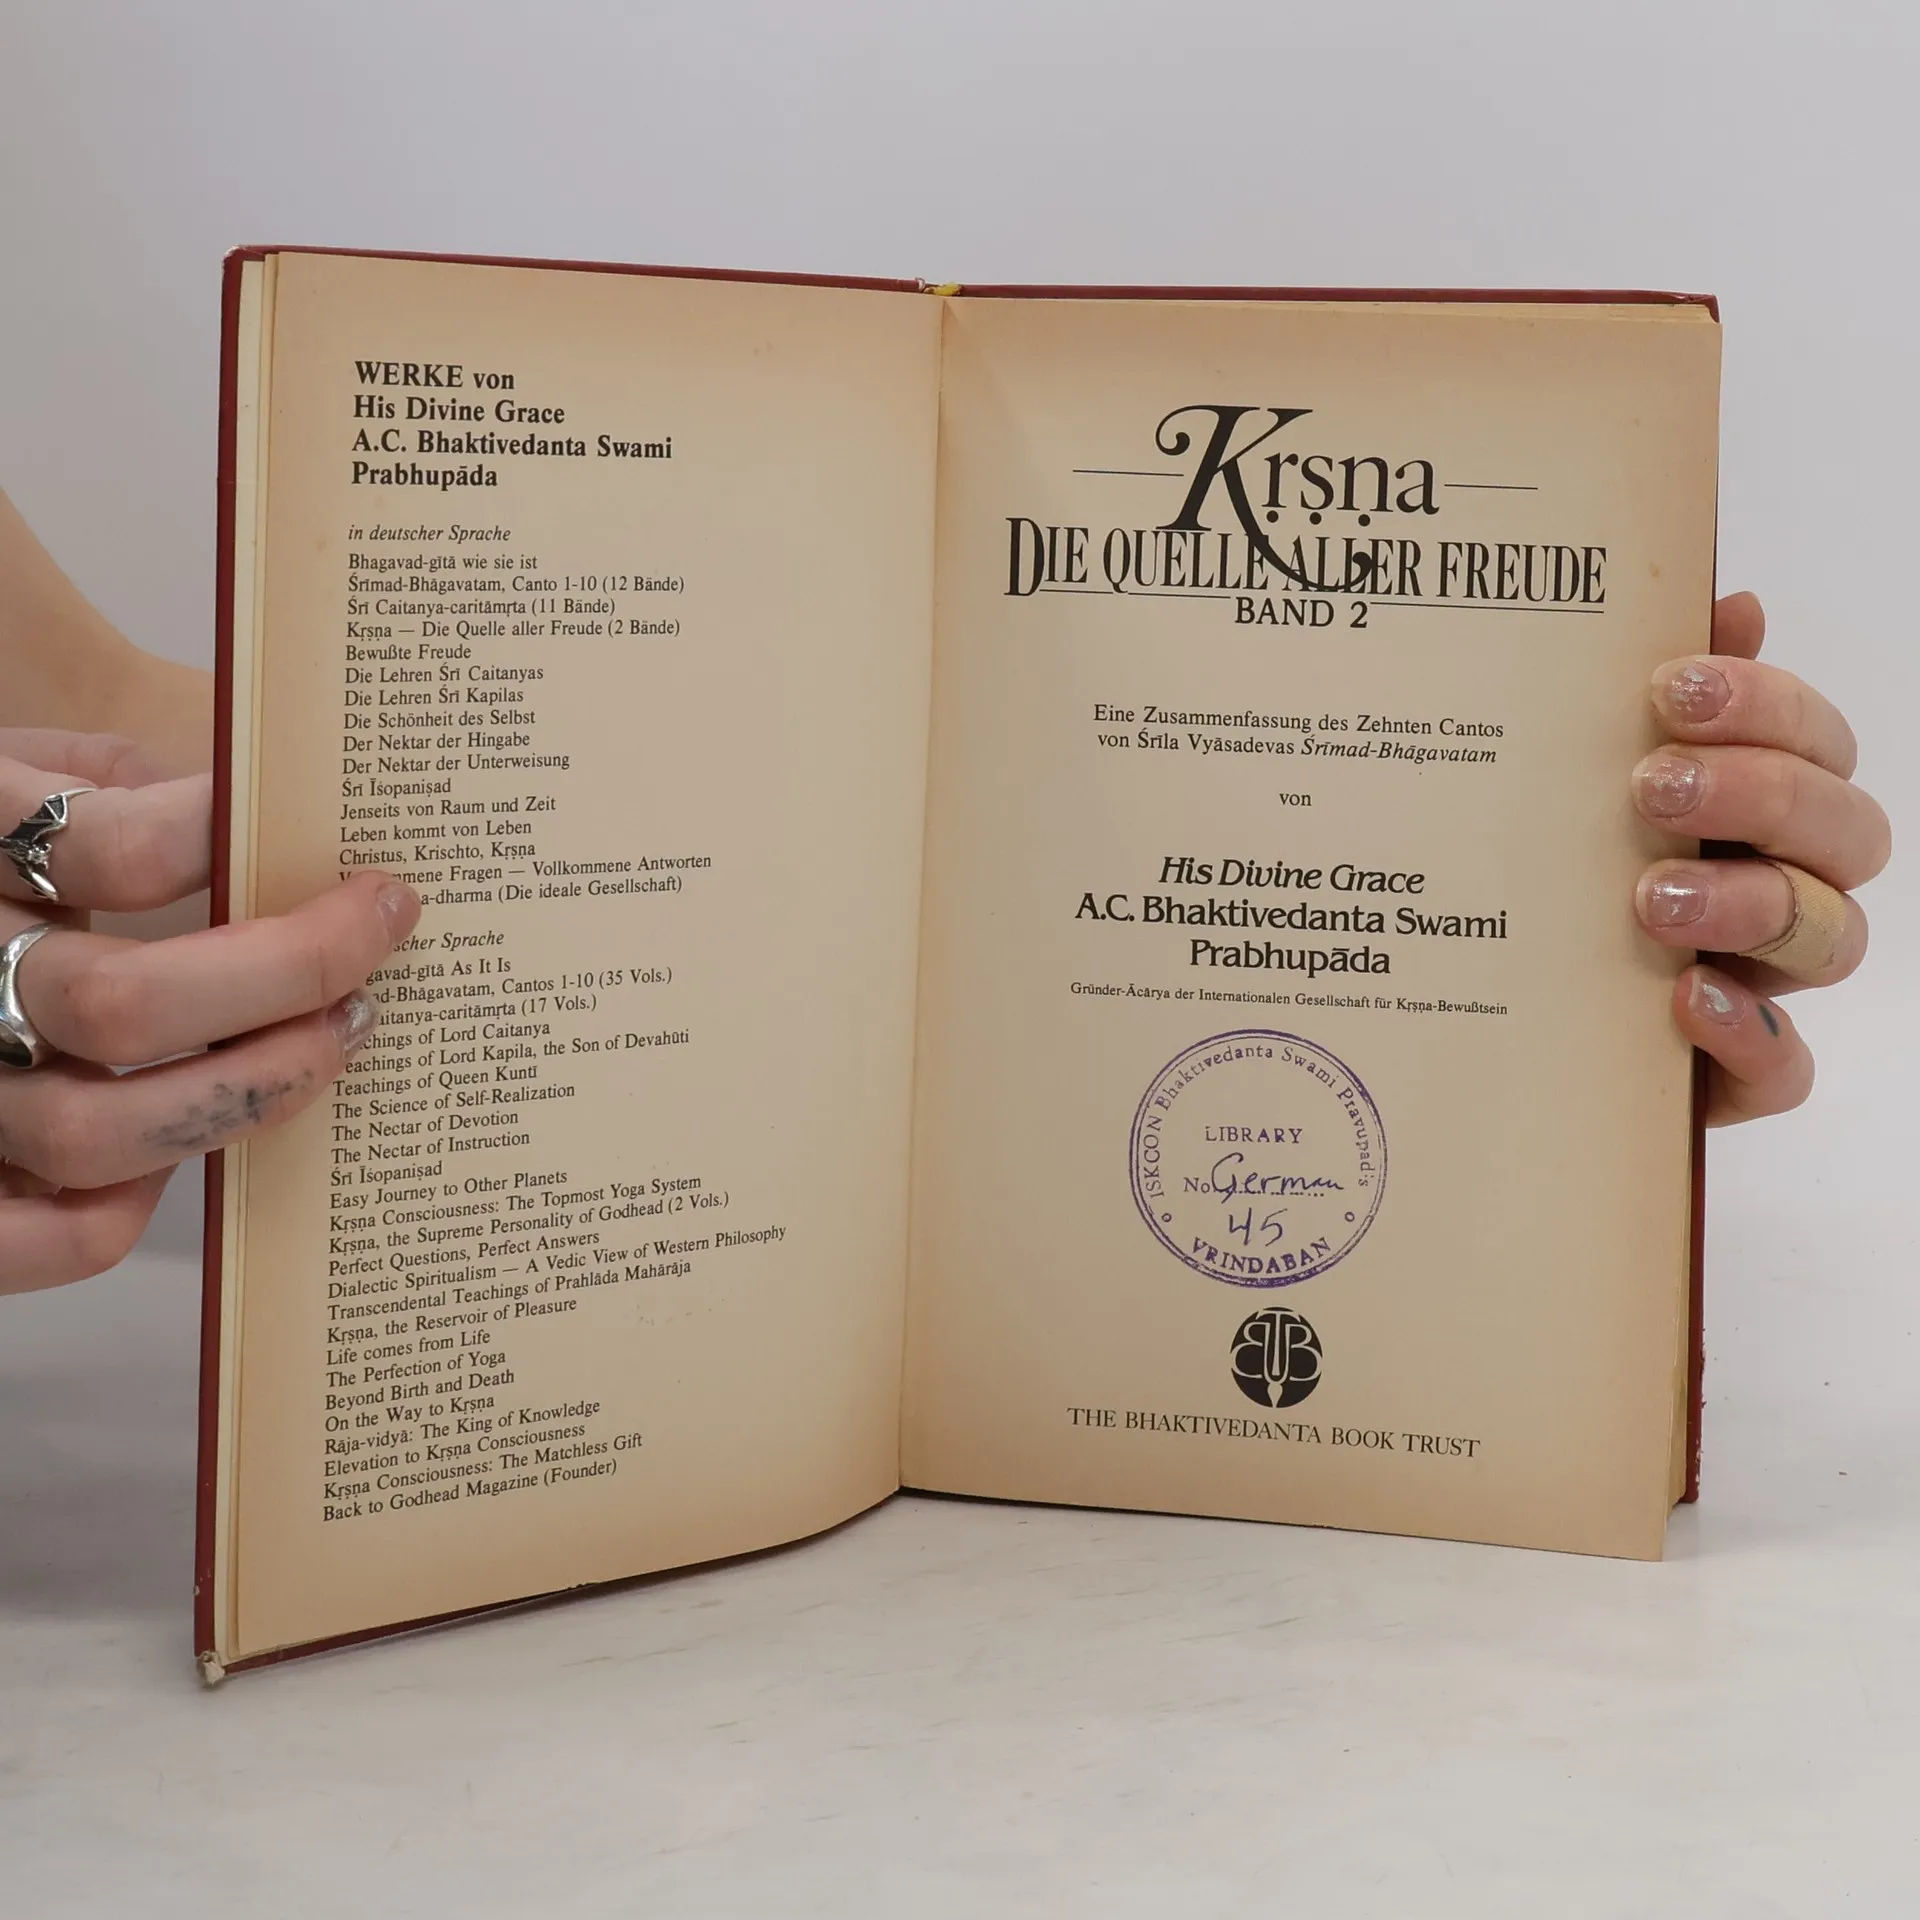 WERKE von
His Divine Grace
A.C. Bhaktivedanta Swami
Prabhupāda
in deutscher Sprache
Bhagavad-gītā wie sie ist
Śrīmad-Bhāgavatam, Canto 1-10 (12 Bände)
Śrī Caitanya-caritāmṛta (11 Bände)
Kṛṣṇa — Die Quelle aller Freude (2 Bände)
Bewußte Freude
Die Lehren Śrī Caitanyas
Die Lehren Śrī Kapilas
Die Schönheit des Selbst
Der Nektar der Hingabe
Der Nektar der Unterweisung
Śrī Īśopaniṣad
Jenseits von Raum und Zeit
Leben kommt von Leben
Christus, Krischto, Kṛṣṇa
mmene Fragen — Vollkommene Antworten
a-dharma (Die ideale Gesellschaft)
scher Sprache
gavad-gītā As It Is
ad-Bhāgavatam, Cantos 1-10 (35 Vols.)
aitanya-caritāmṛta (17 Vols.)
chings of Lord Caitanya
eachings of Lord Kapila, the Son of Devahūti
Teachings of Queen Kuntī
The Science of Self-Realization
The Nectar of Devotion
The Nectar of Instruction
Śrī Īśopaniṣad
Easy Journey to Other Planets
Kṛṣṇa Consciousness: The Topmost Yoga System
Kṛṣṇa, the Supreme Personality of Godhead (2 Vols.)
Perfect Questions, Perfect Answers
Dialectic Spiritualism — A Vedic View of Western Philosophy
Transcendental Teachings of Prahlāda Mahārāja
Kṛṣṇa, the Reservoir of Pleasure
Life comes from Life
The Perfection of Yoga
Beyond Birth and Death
On the Way to Kṛṣṇa
Rāja-vidyā: The King of Knowledge
Elevation to Kṛṣṇa Consciousness
Kṛṣṇa Consciousness: The Matchless Gift
Back to Godhead Magazine (Founder)
Kṛṣṇa
DIE QUELLE ALLER FREUDE
BAND 2
Eine Zusammenfassung des Zehnten Cantos
von Śrīla Vyāsadevas Śrīmad-Bhāgavatam
von
His Divine Grace
A.C. Bhaktivedanta Swami
Prabhupāda
Gründer-Ācārya der Internationalen Gesellschaft für Kṛṣṇa-Bewußtsein
ISKCON Bhaktivedanta Swami Pravupad's
LIBRARY
No. German
45
VRINDABAN
BBT
THE BHAKTIVEDANTA BOOK TRUST